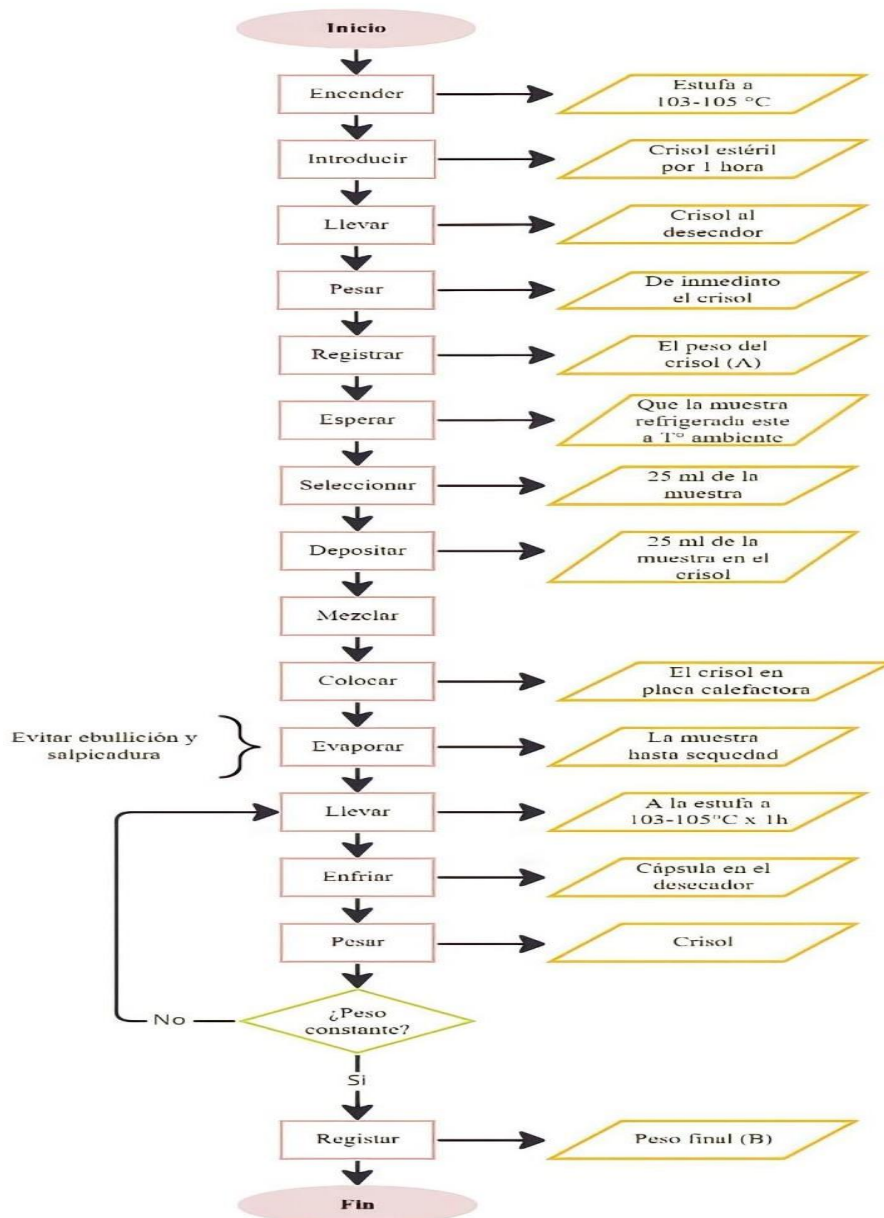 Inicio
Encender
Estufa a
103-105 °C
Introducir
Crisol estéril
por 1 hora
Llevar
Crisol al
desecador
Pesar
De inmediato
el crisol
Registrar
El peso del
crisol (A)
Esperar
Que la muestra
refrigerada este
a T° ambiente
Seleccionar
25 ml de la
muestra
Depositar
25 ml de la
muestra en el
crisol
Mezclar
Colocar
El crisol en
placa calefactora
Evitar ebullición y
salpicadura
Evaporar
La muestra
hasta sequedad
Llevar
A la estufa a
103-105°C x 1h
Enfriar
Cápsula en el
desecador
Pesar
Crisol
¿Peso
constante?
No
Si
Registar
Peso final (B)
Fin